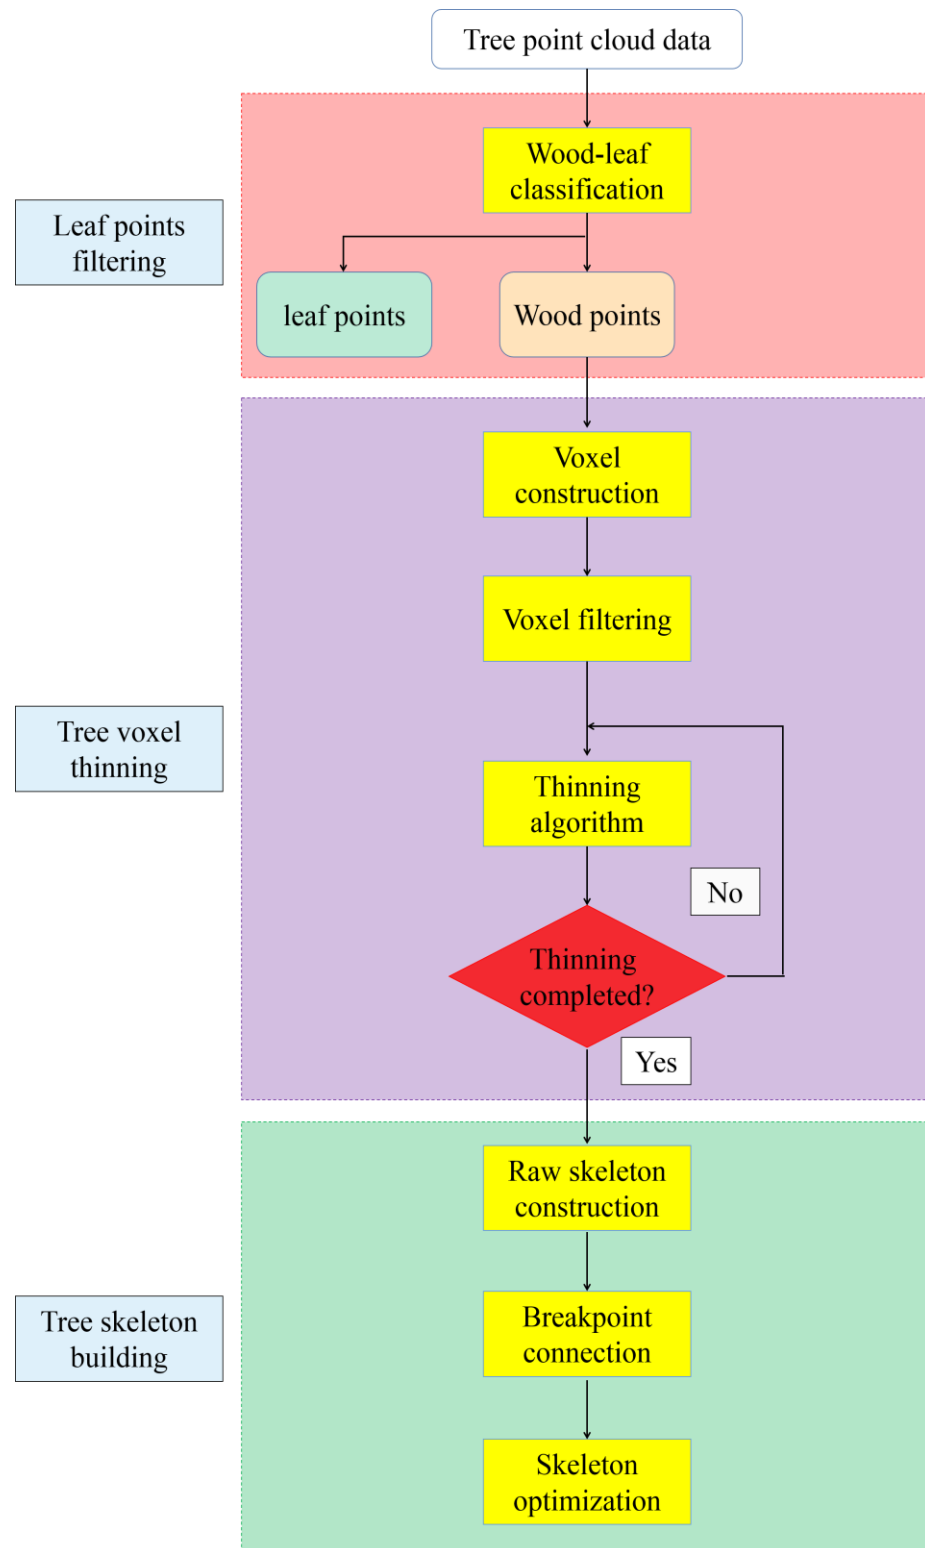 Tree point cloud data
Wood-leaf
classification
Leaf points
filtering
leaf points
Wood points
Voxel
construction
Voxel filtering
Tree voxel
thinning
Thinning
algorithm
No
Thinning
completed?
Yes
Raw skeleton
construction
Tree skeleton
building
Breakpoint
connection
Skeleton
optimization